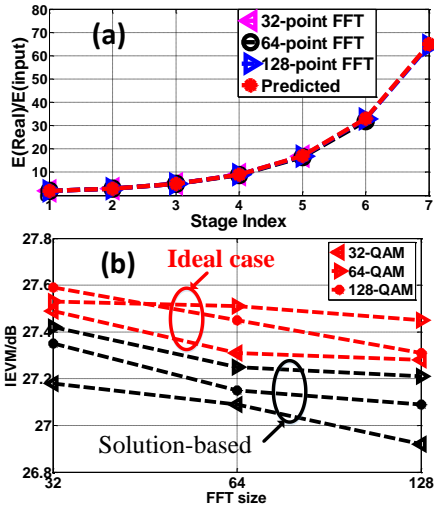 80
70
60
50
40
30
20
10
E(Real)/E(input)
(a)
32-point FFT
64-point FFT
128-point FFT
Predicted
1 2 3 4 5 6 7
Stage Index
27.8
27.6
27.4
27.2
27
26.8
IEVM/dB
(b)
Ideal case
32-QAM
64-QAM
128-QAM
Solution-based
32 64 128
FFT size